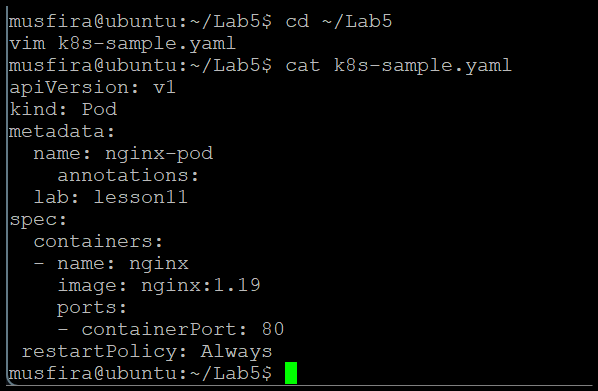 musfira@ubuntu:~/Lab5$ cd ~/Lab5
vim k8s-sample.yaml
musfira@ubuntu:~/Lab5$ cat k8s-sample.yaml
apiVersion: v1
kind: Pod
metadata:
  name: nginx-pod
    annotations:
  lab: lesson11
spec:
  containers:
  - name: nginx
    image: nginx:1.19
    ports:
    - containerPort: 80
 restartPolicy: Always
musfira@ubuntu:~/Lab5$